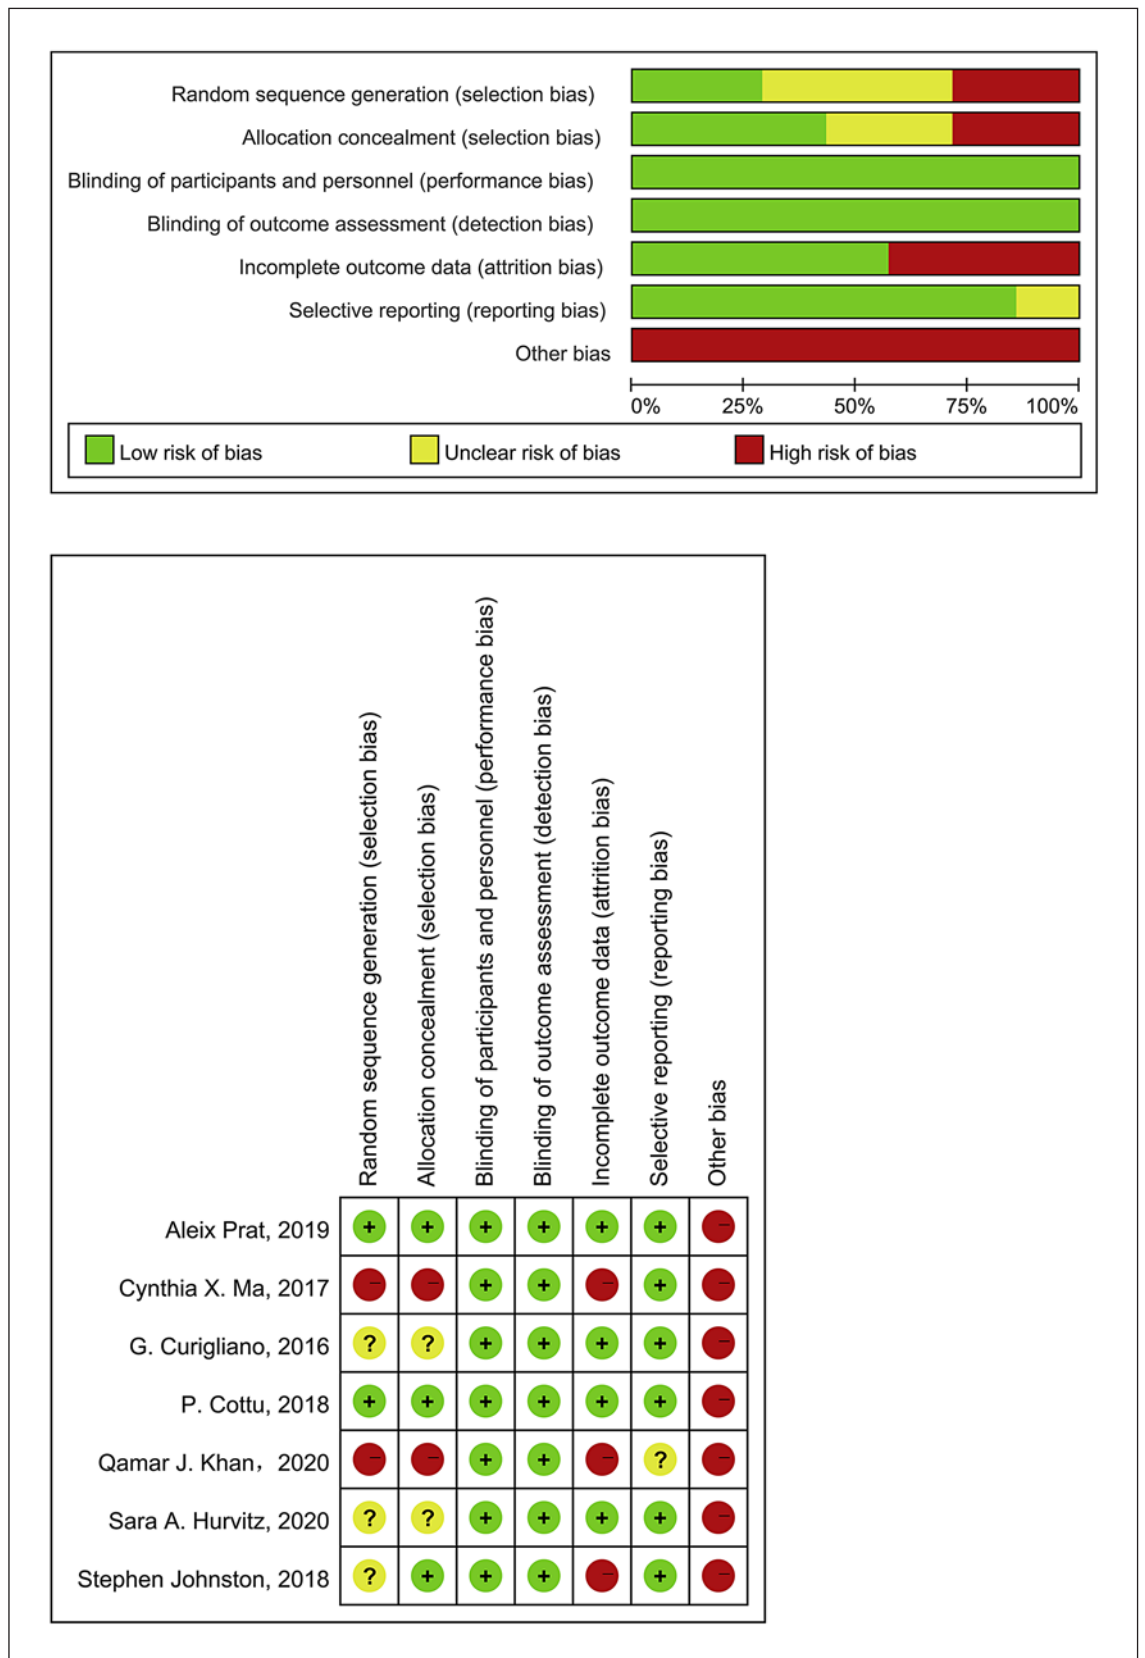 Random sequence generation (selection bias)
Allocation concealment (selection bias)
Blinding of participants and personnel (performance bias)
Blinding of outcome assessment (detection bias)
Incomplete outcome data (attrition bias)
Selective reporting (reporting bias)
Other bias
0% 25% 50% 75% 100%
Low risk of bias Unclear risk of bias High risk of bias
Random sequence generation (selection bias)
Allocation concealment (selection bias)
Blinding of participants and personnel (performance bias)
Blinding of outcome assessment (detection bias)
Incomplete outcome data (attrition bias)
Selective reporting (reporting bias)
Other bias
Aleix Prat, 2019 + + + + + + −
Cynthia X. Ma, 2017 − − + + − + −
G. Curigliano, 2016 ? ? + + + + −
P. Cottu, 2018 + + + + + + −
Qamar J. Khan，2020 − − + + − ? −
Sara A. Hurvitz, 2020 ? ? + + + + −
Stephen Johnston, 2018 ? + + + − + −